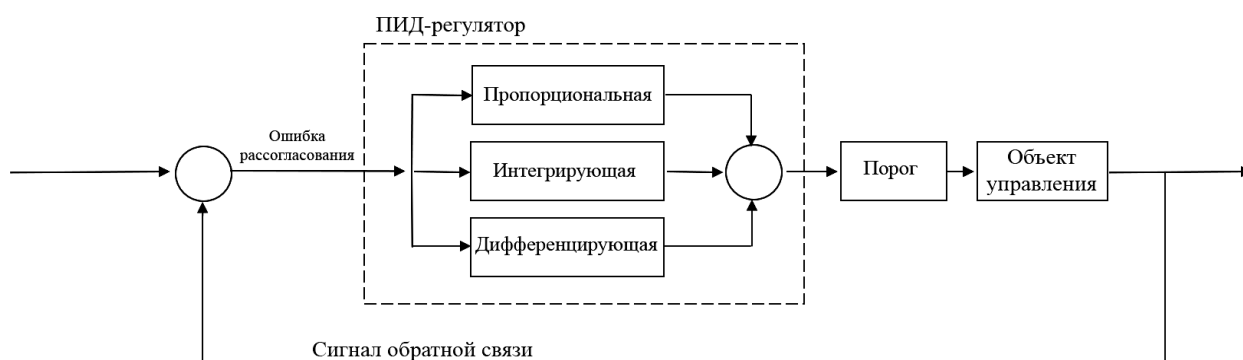 ПИД-регулятор
Пропорциональная
Ошибка
рассогласования
Интегрирующая
Порог
Объект
управления
Дифференцирующая
Сигнал обратной связи